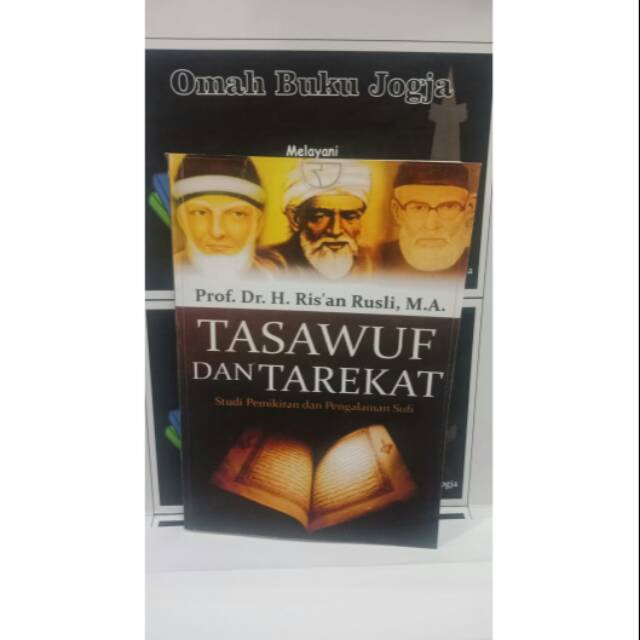 Omah Buku Jogja
Melayani
Prof. Dr. H. Ris'an Rusli, M.A.
TASAWUF
DAN TAREKAT
Studi Pemikiran dan Pengalaman Sufi